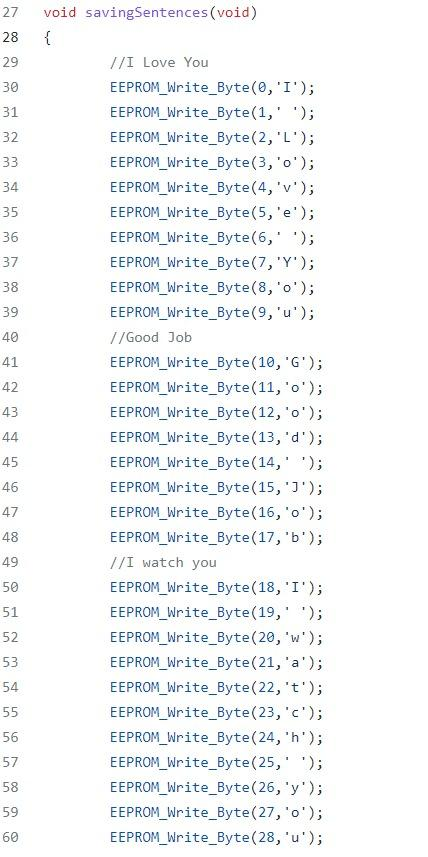 27 void savingSentences(void)
28 {
29 //I Love You
30 EEPROM_Write_Byte(0,'I');
31 EEPROM_Write_Byte(1,' ');
32 EEPROM_Write_Byte(2,'L');
33 EEPROM_Write_Byte(3,'o');
34 EEPROM_Write_Byte(4,'v');
35 EEPROM_Write_Byte(5,'e');
36 EEPROM_Write_Byte(6,' ');
37 EEPROM_Write_Byte(7,'Y');
38 EEPROM_Write_Byte(8,'o');
39 EEPROM_Write_Byte(9,'u');
40 //Good Job
41 EEPROM_Write_Byte(10,'G');
42 EEPROM_Write_Byte(11,'o');
43 EEPROM_Write_Byte(12,'o');
44 EEPROM_Write_Byte(13,'d');
45 EEPROM_Write_Byte(14,' ');
46 EEPROM_Write_Byte(15,'J');
47 EEPROM_Write_Byte(16,'o');
48 EEPROM_Write_Byte(17,'b');
49 //I watch you
50 EEPROM_Write_Byte(18,'I');
51 EEPROM_Write_Byte(19,' ');
52 EEPROM_Write_Byte(20,'w');
53 EEPROM_Write_Byte(21,'a');
54 EEPROM_Write_Byte(22,'t');
55 EEPROM_Write_Byte(23,'c');
56 EEPROM_Write_Byte(24,'h');
57 EEPROM_Write_Byte(25,' ');
58 EEPROM_Write_Byte(26,'y');
59 EEPROM_Write_Byte(27,'o');
60 EEPROM_Write_Byte(28,'u');